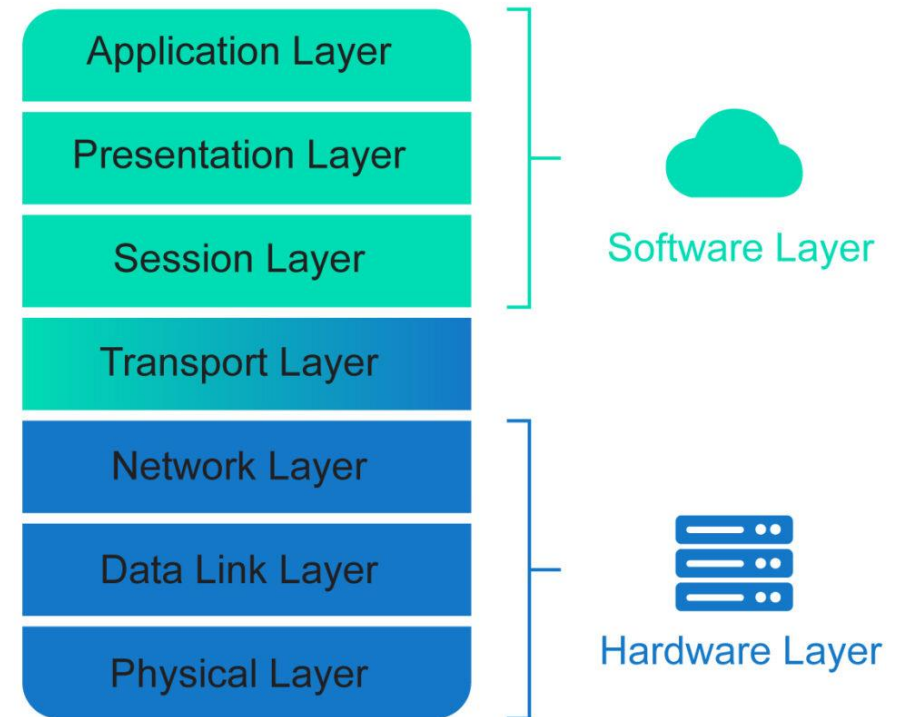 Application Layer
Presentation Layer
Session Layer
Software Layer
Transport Layer
Network Layer
Data Link Layer
Physical Layer
Hardware Layer